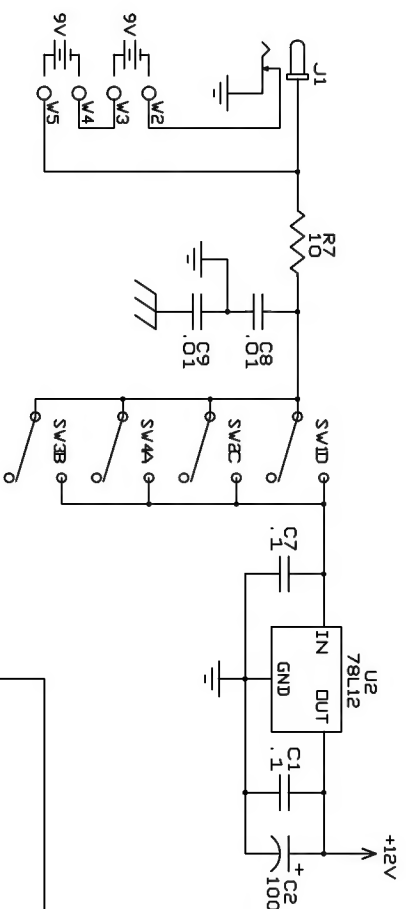 J1
9V
9V
W2
W3
W4
W5
R7
10
C8
.01
C9
.01
SW1D
SW2C
SW4A
SW3B
C7
.1
U2
78L12
IN
OUT
GND
C1
.1
+
C2
100
+12V